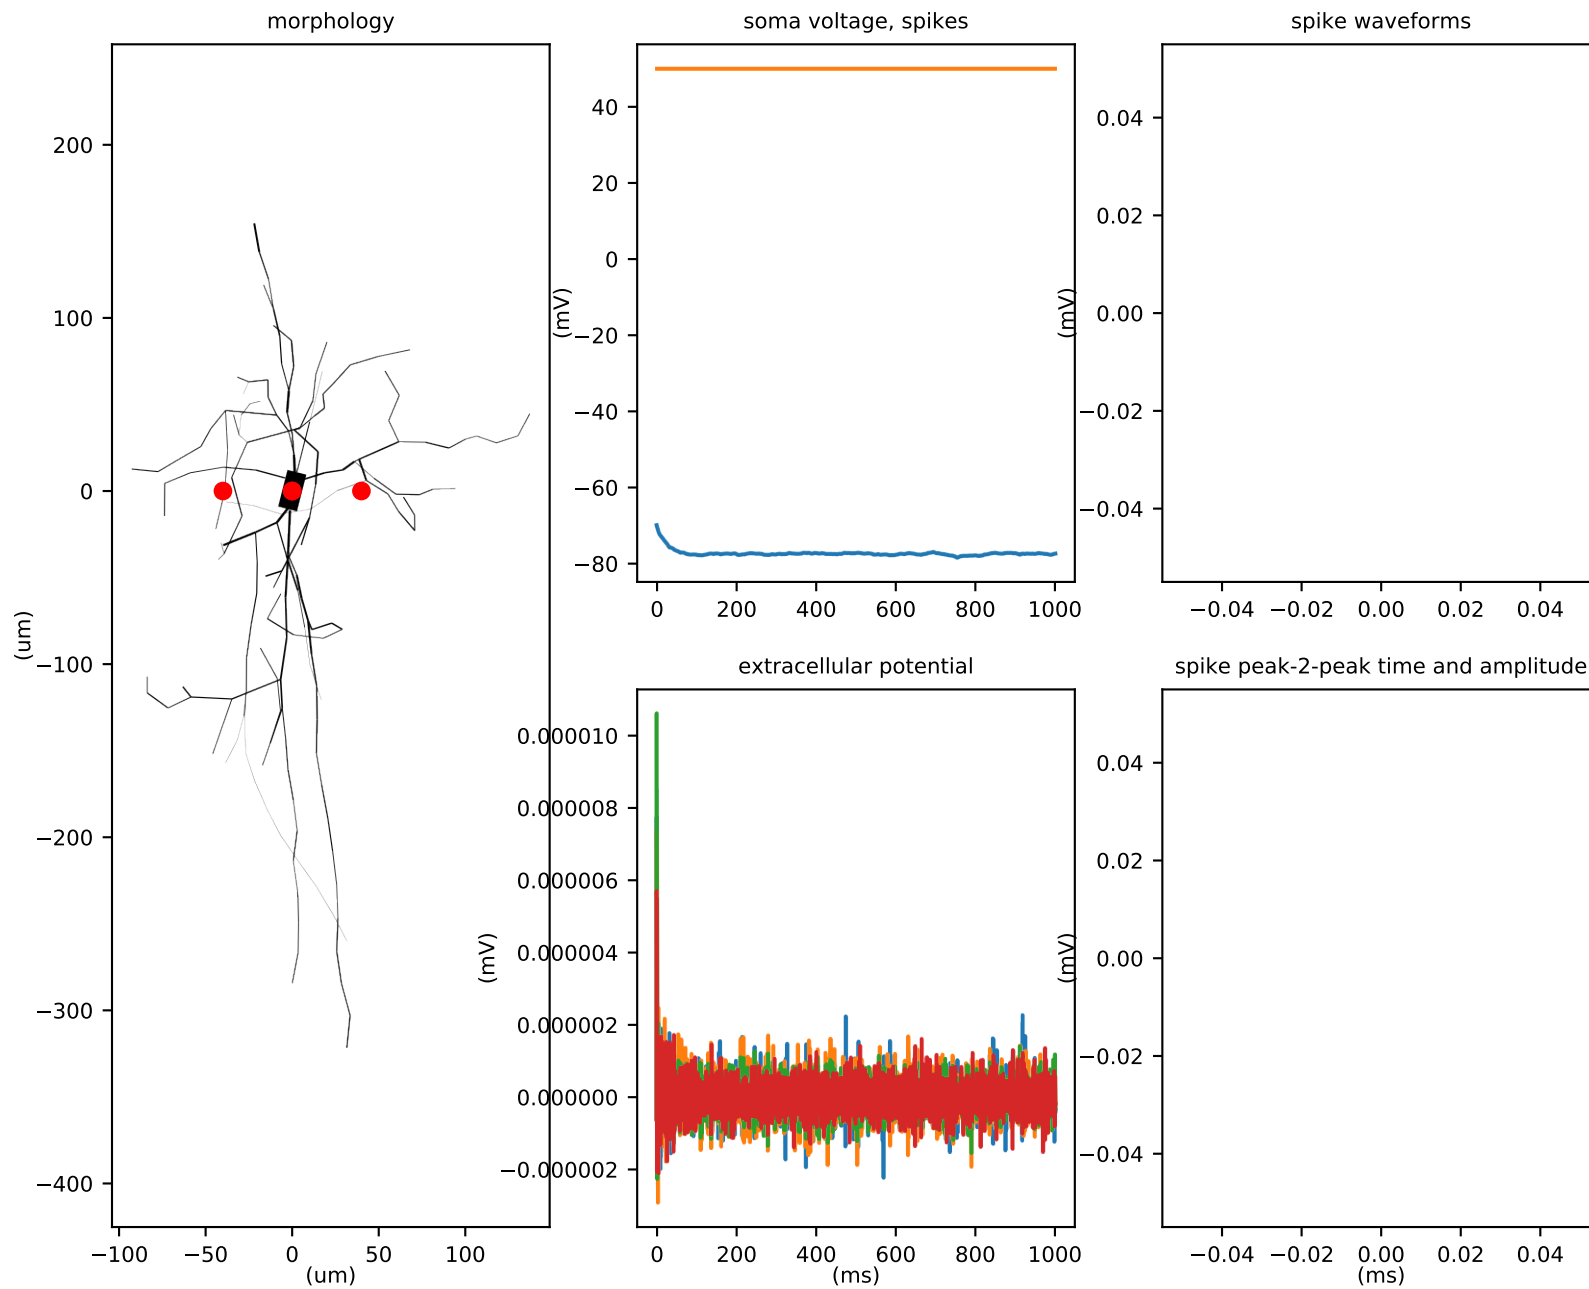 morphology
200
100
0
−100
−200
−300
−400
(um)
−100 −50 0 50 100
(um)
soma voltage, spikes
40
20
0
−20
−40
−60
−80
(mV)
0 200 400 600 800 1000
spike waveforms
0.04
0.02
0.00
−0.02
−0.04
(mV)
−0.04 −0.02 0.00 0.02 0.04
extracellular potential
0.000010
0.000008
0.000006
0.000004
0.000002
0.000000
−0.000002
(mV)
0 200 400 600 800 1000
(ms)
spike peak-2-peak time and amplitude
0.04
0.02
0.00
−0.02
−0.04
(mV)
−0.04 −0.02 0.00 0.02 0.04
(ms)